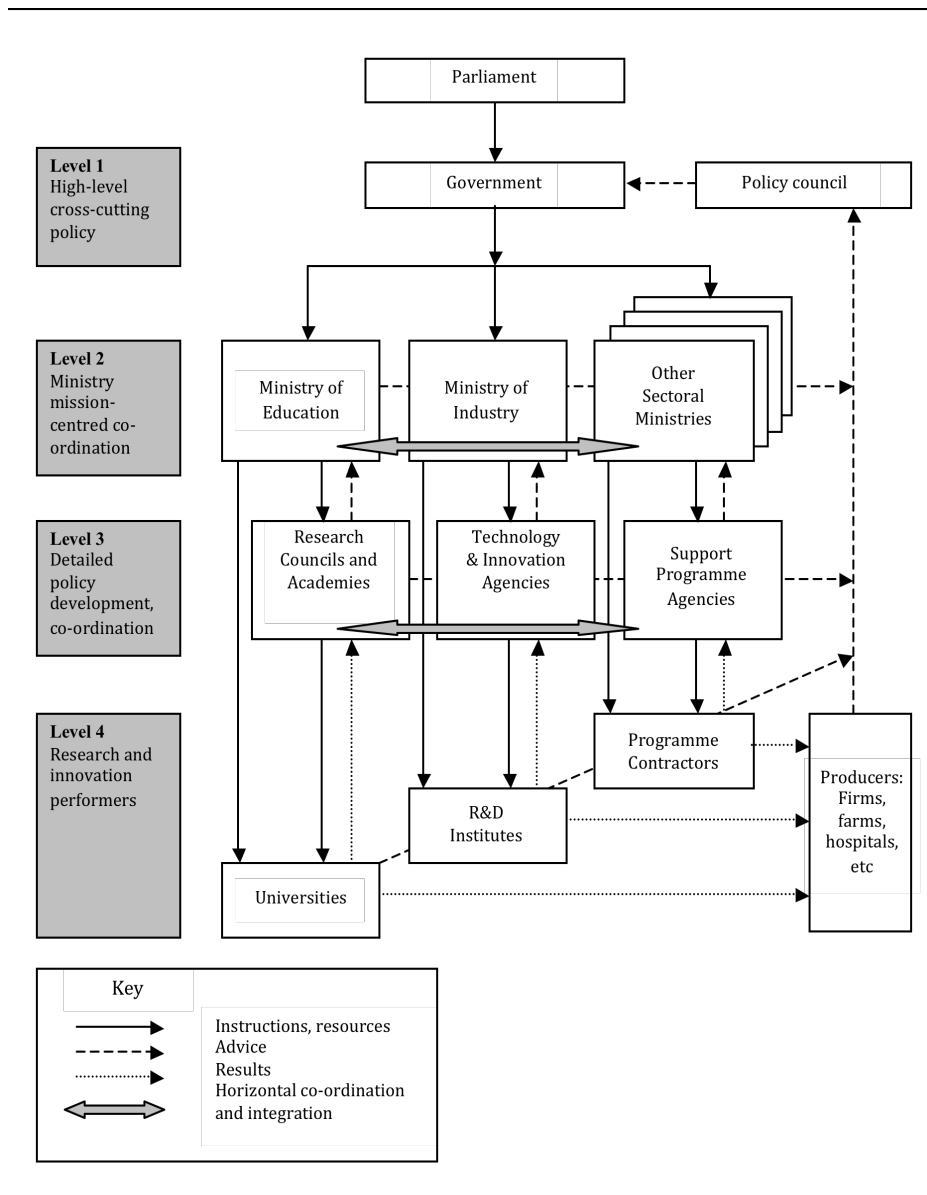 Parliament
Level 1
High-level
cross-cutting
policy
Government
Policy council
Level 2
Ministry
mission-
centred co-
ordination
Ministry of
Education
Ministry of
Industry
Other
Sectoral
Ministries
Level 3
Detailed
policy
development,
co-ordination
Research
Councils and
Academies
Technology
& Innovation
Agencies
Support
Programme
Agencies
Level 4
Research and
innovation
performers
Programme
Contractors
R&D
Institutes
Universities
Producers:
Firms,
farms,
hospitals,
etc
Key
Instructions, resources
Advice
Results
Horizontal co-ordination
and integration